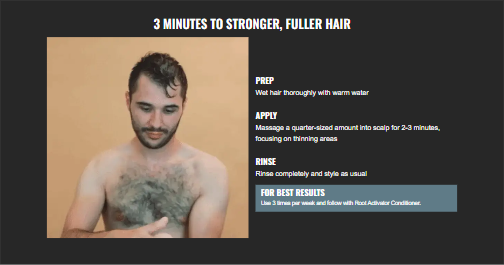 3 MINUTES TO STRONGER, FULLER HAIR
PREP
Wet hair thoroughly with warm water
APPLY
Massage a quarter-sized amount into scalp for 2-3 minutes,
focusing on thinning areas
RINSE
Rinse completely and style as usual
FOR BEST RESULTS
Use 3 times per week and follow with Root Activator Conditioner.